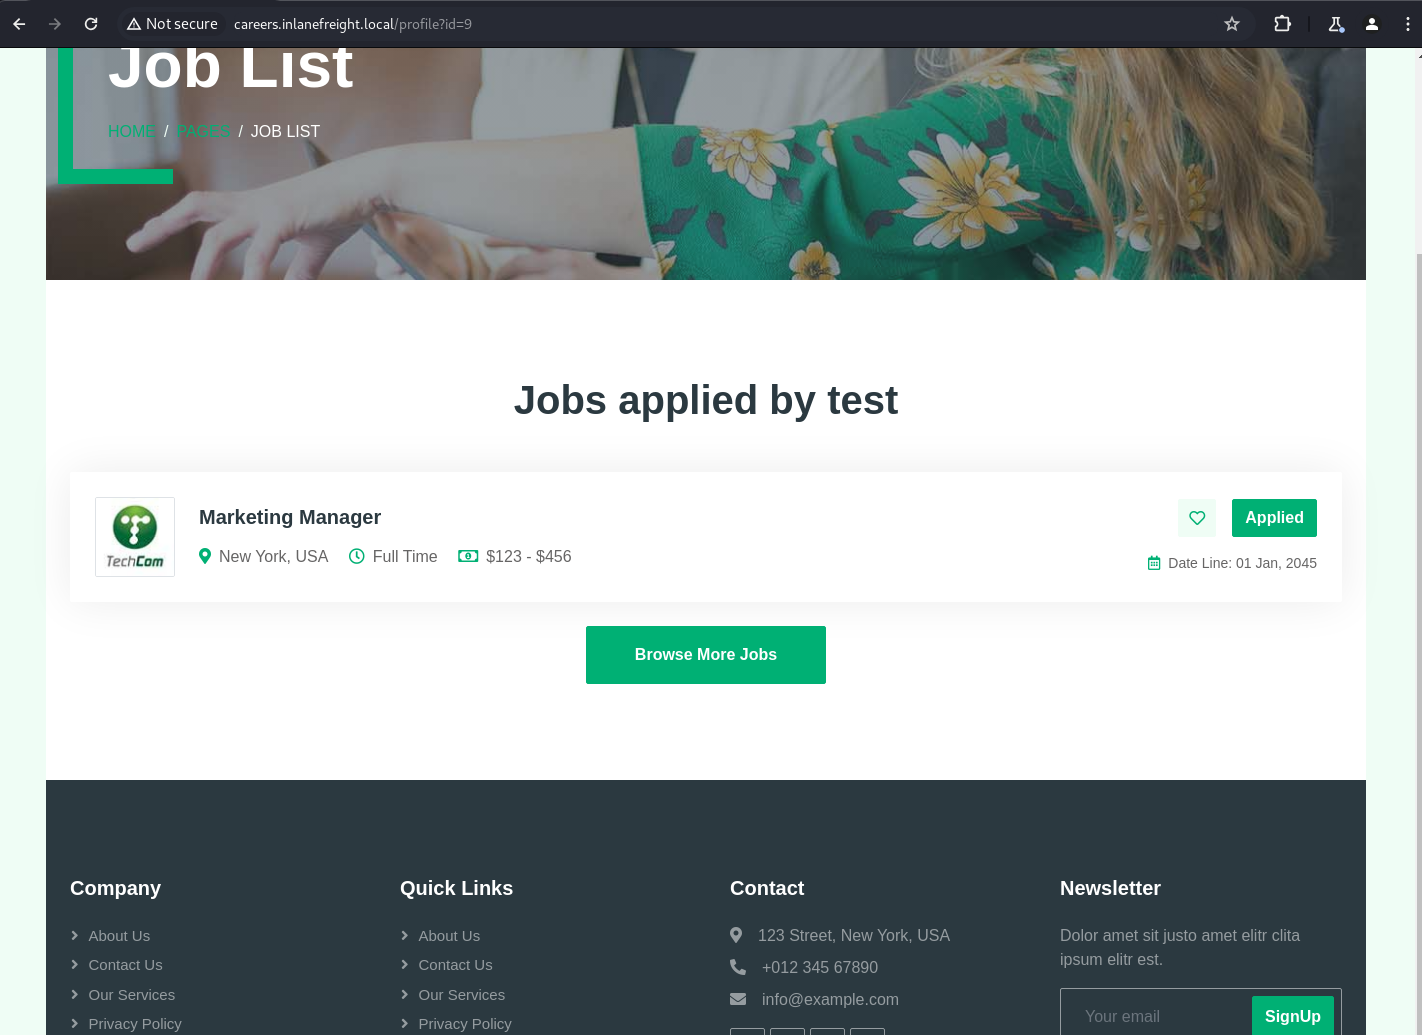 Not secure careers.inlanefreight.local/profile?id=9
Job List
HOME / PAGES / JOB LIST
Jobs applied by test
TechCom
Marketing Manager
New York, USA Full Time $123 - $456
Applied
Date Line: 01 Jan, 2045
Browse More Jobs
Company
About Us
Contact Us
Our Services
Privacy Policy
Quick Links
About Us
Contact Us
Our Services
Privacy Policy
Contact
123 Street, New York, USA
+012 345 67890
info@example.com
Newsletter
Dolor amet sit justo amet elitr clita
ipsum elitr est.
Your email SignUp